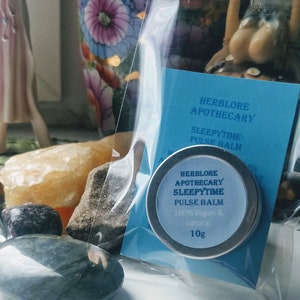 HERBLORE
APOTHECARY
SLEEPYTIME-
PULSE BALM
HERBLORE
APOTHECARY
SLEEPYTIME
PULSE BALM
100% Vegan &
natural
10g